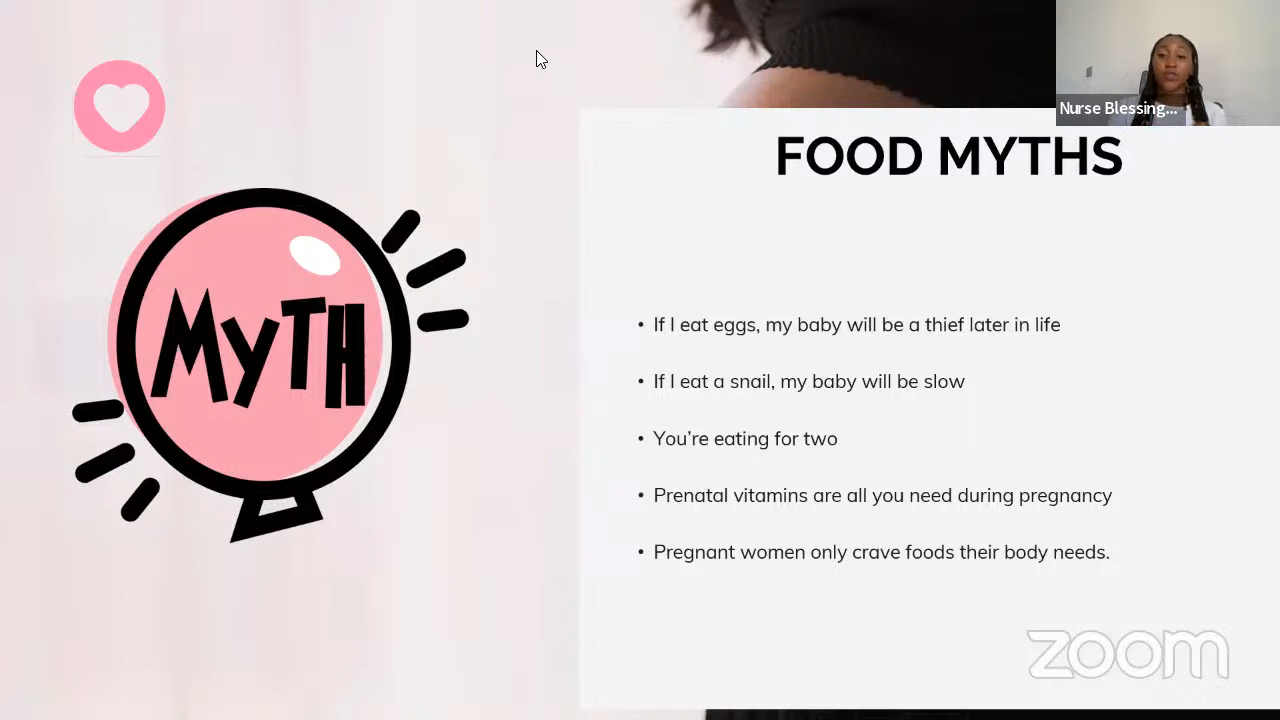 Nurse Blessing...
FOOD MYTHS
MYTH
• If I eat eggs, my baby will be a thief later in life
• If I eat a snail, my baby will be slow
• You’re eating for two
• Prenatal vitamins are all you need during pregnancy
• Pregnant women only crave foods their body needs.
zoom